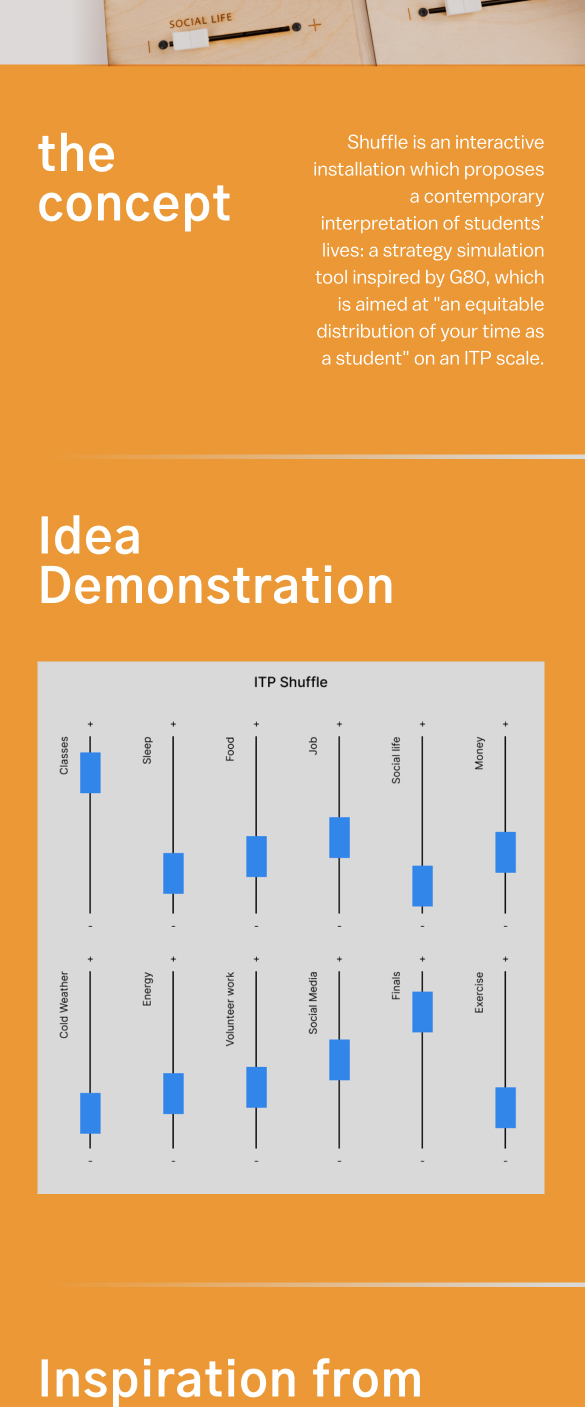 SOCIAL LIFE
the
concept
Shuffle is an interactive
installation which proposes
a contemporary
interpretation of students’
lives: a strategy simulation
tool inspired by G80, which
is aimed at "an equitable
distribution of your time as
a student" on an ITP scale.
Idea
Demonstration
ITP Shuffle
+ + + + + +
Classes
Sleep
Food
Job
Social life
Money
- - - - - -
+ + + + + +
Cold Weather
Energy
Volunteer work
Social Media
Finals
Exercise
- - - - - -
Inspiration from